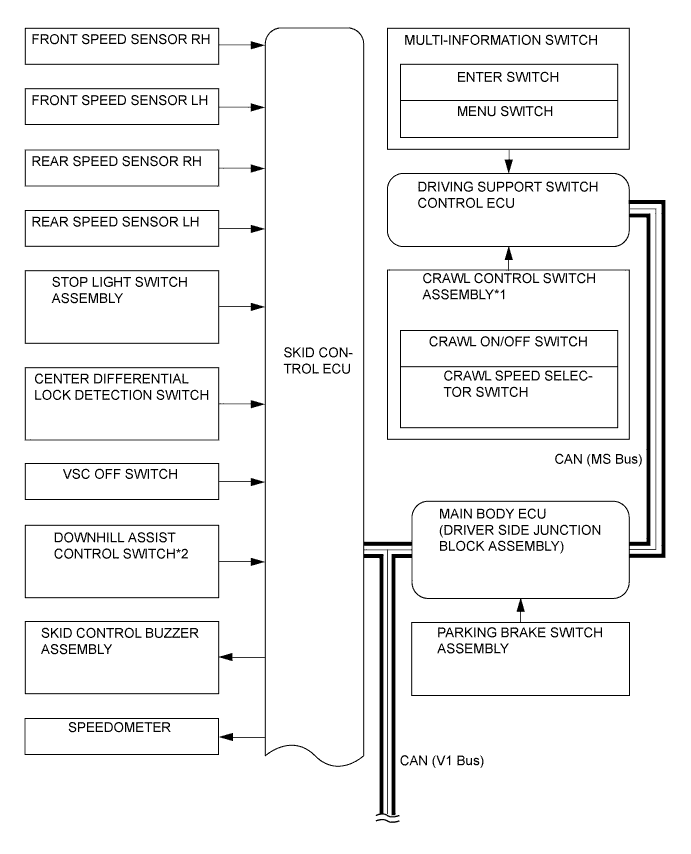 FRONT SPEED SENSOR RH
FRONT SPEED SENSOR LH
REAR SPEED SENSOR RH
REAR SPEED SENSOR LH
STOP LIGHT SWITCH
ASSEMBLY
CENTER DIFFERENTIAL
LOCK DETECTION SWITCH
VSC OFF SWITCH
DOWNHILL ASSIST
CONTROL SWITCH*2
SKID CONTROL BUZZER
ASSEMBLY
SPEEDOMETER
SKID CON-
TROL ECU
MULTI-INFORMATION SWITCH
ENTER SWITCH
MENU SWITCH
DRIVING SUPPORT SWITCH
CONTROL ECU
CRAWL CONTROL SWITCH
ASSEMBLY*1
CRAWL ON/OFF SWITCH
CRAWL SPEED SELEC-
TOR SWITCH
CAN (MS Bus)
MAIN BODY ECU
(DRIVER SIDE JUNCTION
BLOCK ASSEMBLY)
PARKING BRAKE SWITCH
ASSEMBLY
CAN (V1 Bus)